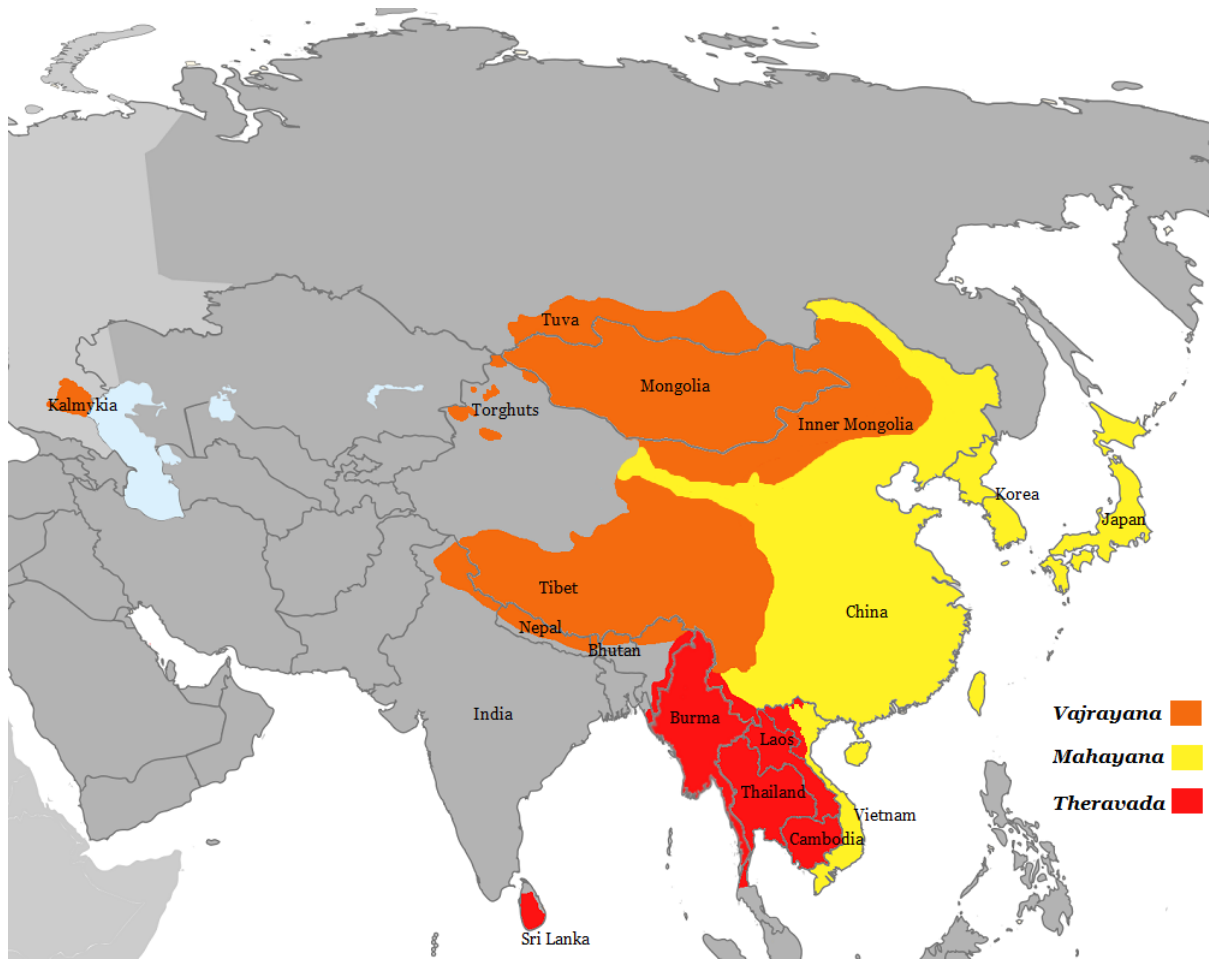 Tuva
Mongolia
Kalmykia
Torghuts
Inner Mongolia
Korea
Japan
Tibet
China
Nepal
Bhutan
India
Burma
Vajrayana
Laos
Mahayana
Thailand
Theravada
Vietnam
Cambodia
Sri Lanka